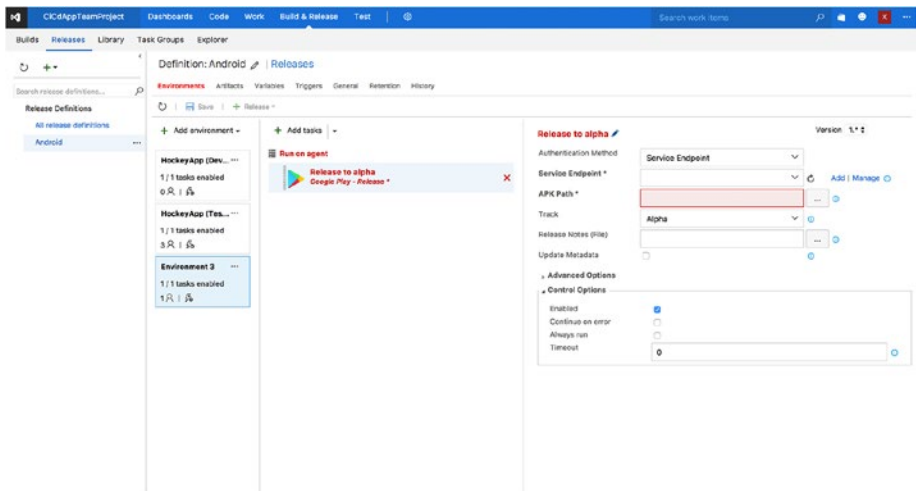 CICdAppTeamProject Dashboards Code Work Build & Release Test Search work items K
Builds Releases Library Task Groups Explorer
Search release definitions...
Release Definitions
All release definitions
Android
Definition: Android | Releases
Environments Artifacts Variables Triggers General Retention History
Save | + Release
+ Add environment
HockeyApp (Dev... ...
1 / 1 tasks enabled
0
HockeyApp (Tes... ...
1 / 1 tasks enabled
3
Environment 3 ...
1 / 1 tasks enabled
1
+ Add tasks
Run on agent
Release to alpha
Google Play - Release *
Release to alpha Version 1.*
Authentication Method Service Endpoint
Service Endpoint * Add | Manage
APK Path * ...
Track Alpha
Release Notes (File) ...
Update Metadata
Advanced Options
Control Options
Enabled
Continue on error
Always run
Timeout 0